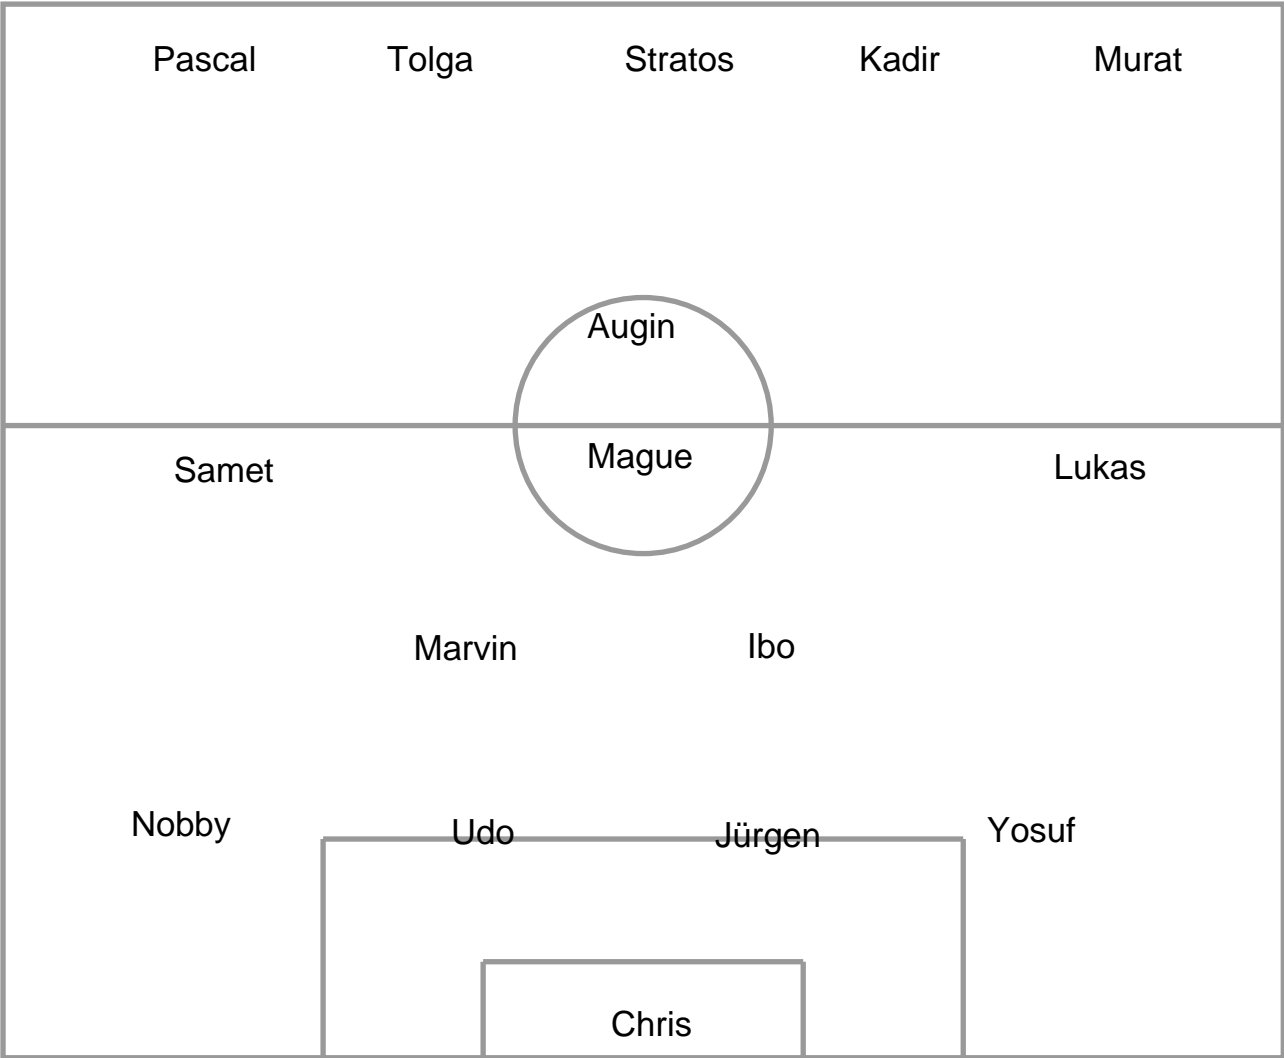 Pascal Tolga Stratos Kadir Murat
Augin
Mague
Samet Lukas
Marvin Ibo
Nobby Udo Jürgen Yosuf
Chris